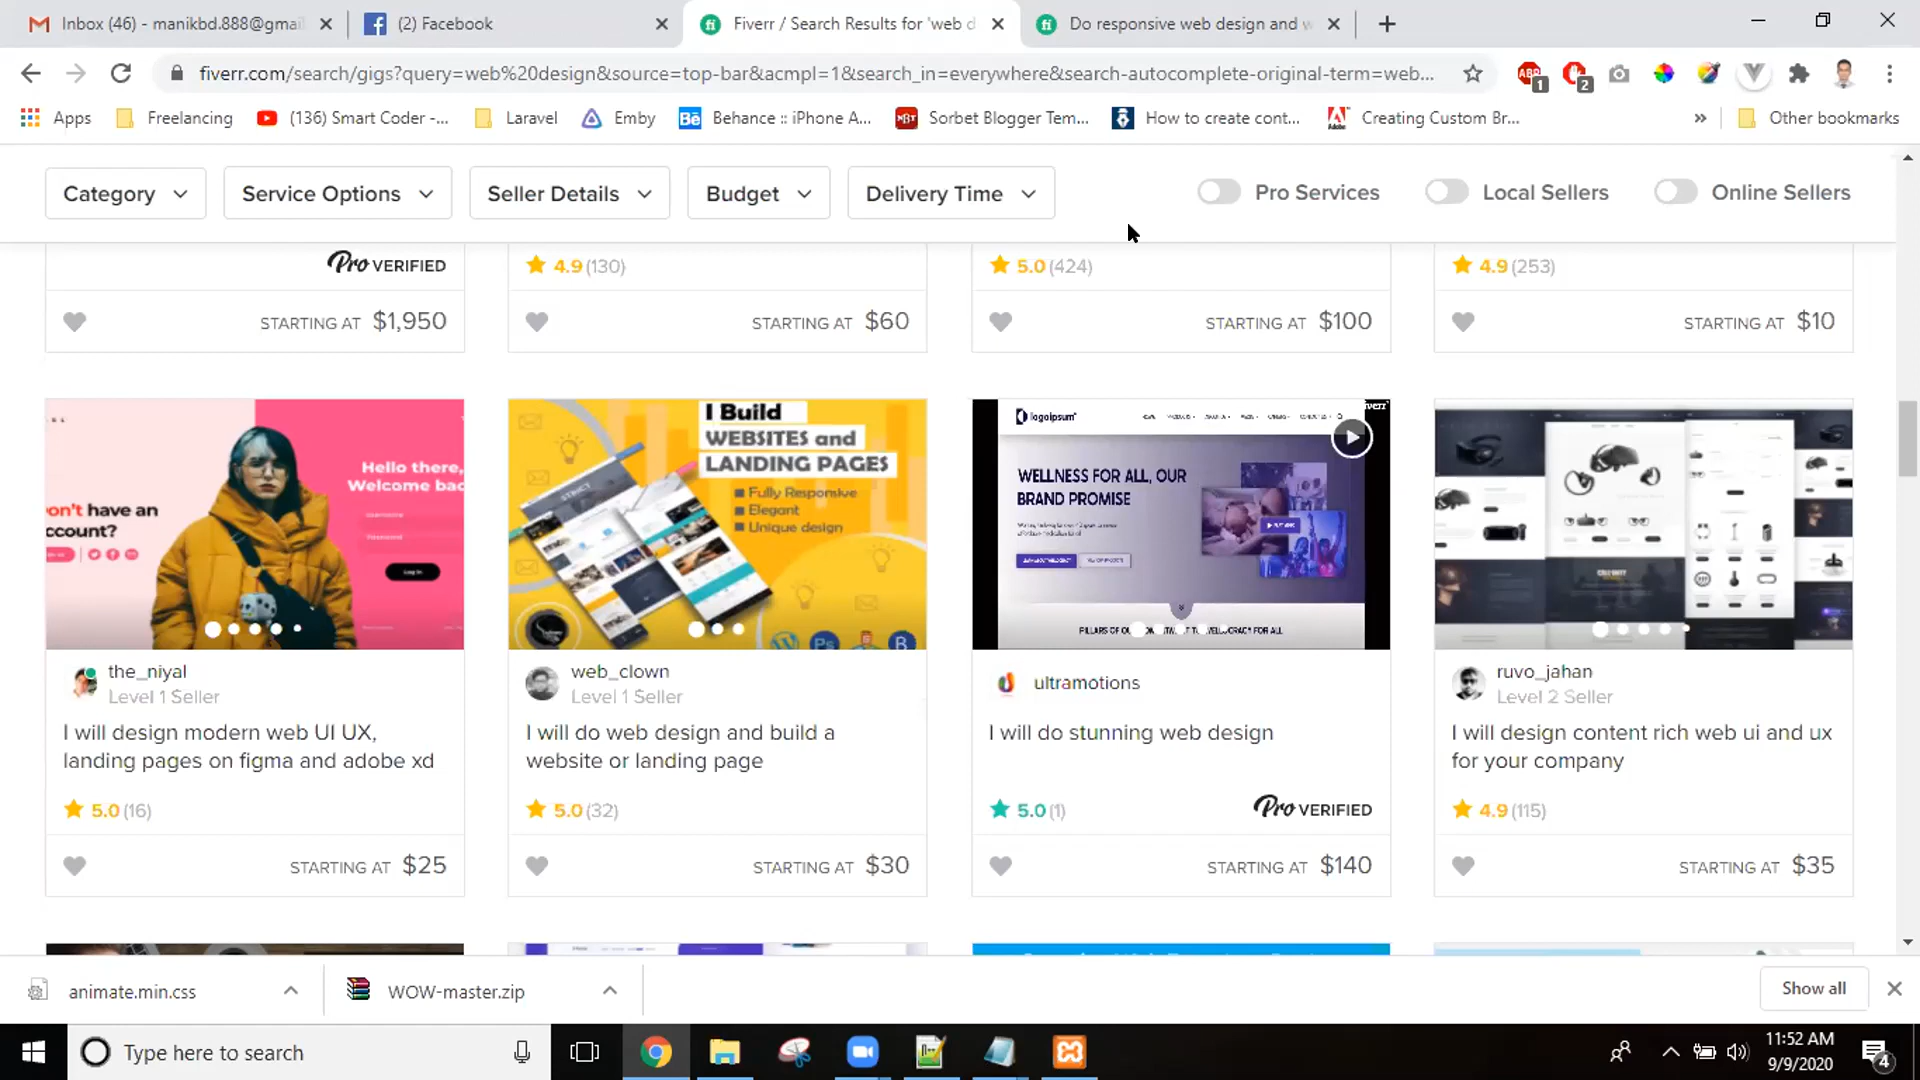 Inbox (46) - manikbd.888@gmai
(2) Facebook
Fiverr / Search Results for 'web d
Do responsive web design and w
fiverr.com/search/gigs?query=web%20design&source=top-bar&acmpl=1&search_in=everywhere&search-autocomplete-original-term=web...
ABP 1
2
Apps
Freelancing
(136) Smart Coder -...
Laravel
Emby
Behance :: iPhone A...
Sorbet Blogger Tem...
How to create cont...
Creating Custom Br...
»
Other bookmarks
Category
Service Options
Seller Details
Budget
Delivery Time
Pro Services
Local Sellers
Online Sellers
Pro VERIFIED
4.9 (130)
5.0 (424)
4.9 (253)
STARTING AT $1,950
STARTING AT $60
STARTING AT $100
STARTING AT $10
Hello there,
Welcome bac
on't have an
ccount?
Log In
I Build
WEBSITES and
LANDING PAGES
Fully Responsive
Elegant
Unique design
logoipsum
fiverr
WELLNESS FOR ALL, OUR
BRAND PROMISE
the_niyal
Level 1 Seller
web_clown
Level 1 Seller
ultramotions
ruvo_jahan
Level 2 Seller
I will design modern web UI UX,
landing pages on figma and adobe xd
I will do web design and build a
website or landing page
I will do stunning web design
I will design content rich web ui and ux
for your company
5.0 (16)
5.0 (32)
5.0 (1)
Pro VERIFIED
4.9 (115)
STARTING AT $25
STARTING AT $30
STARTING AT $140
STARTING AT $35
animate.min.css
WOW-master.zip
Show all
Type here to search
11:52 AM
9/9/2020
4